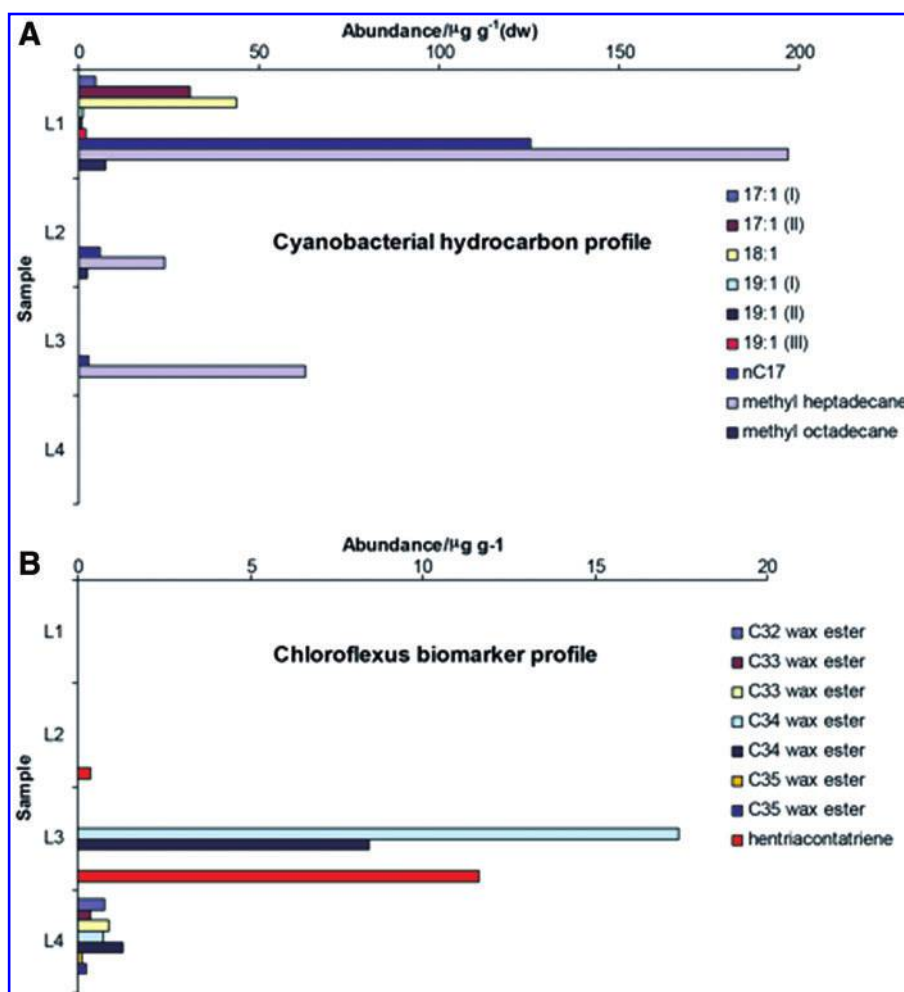 A
Abundance/µg g-1(dw)
0 50 100 150 200
L1
L2
L3
L4
Sample
Cyanobacterial hydrocarbon profile
17:1 (I)
17:1 (II)
18:1
19:1 (I)
19:1 (II)
19:1 (III)
nC17
methyl heptadecane
methyl octadecane
B
Abundance/µg g-1
0 5 10 15 20
L1
L2
L3
L4
Sample
Chloroflexus biomarker profile
C32 wax ester
C33 wax ester
C33 wax ester
C34 wax ester
C34 wax ester
C35 wax ester
C35 wax ester
hentriacontatriene